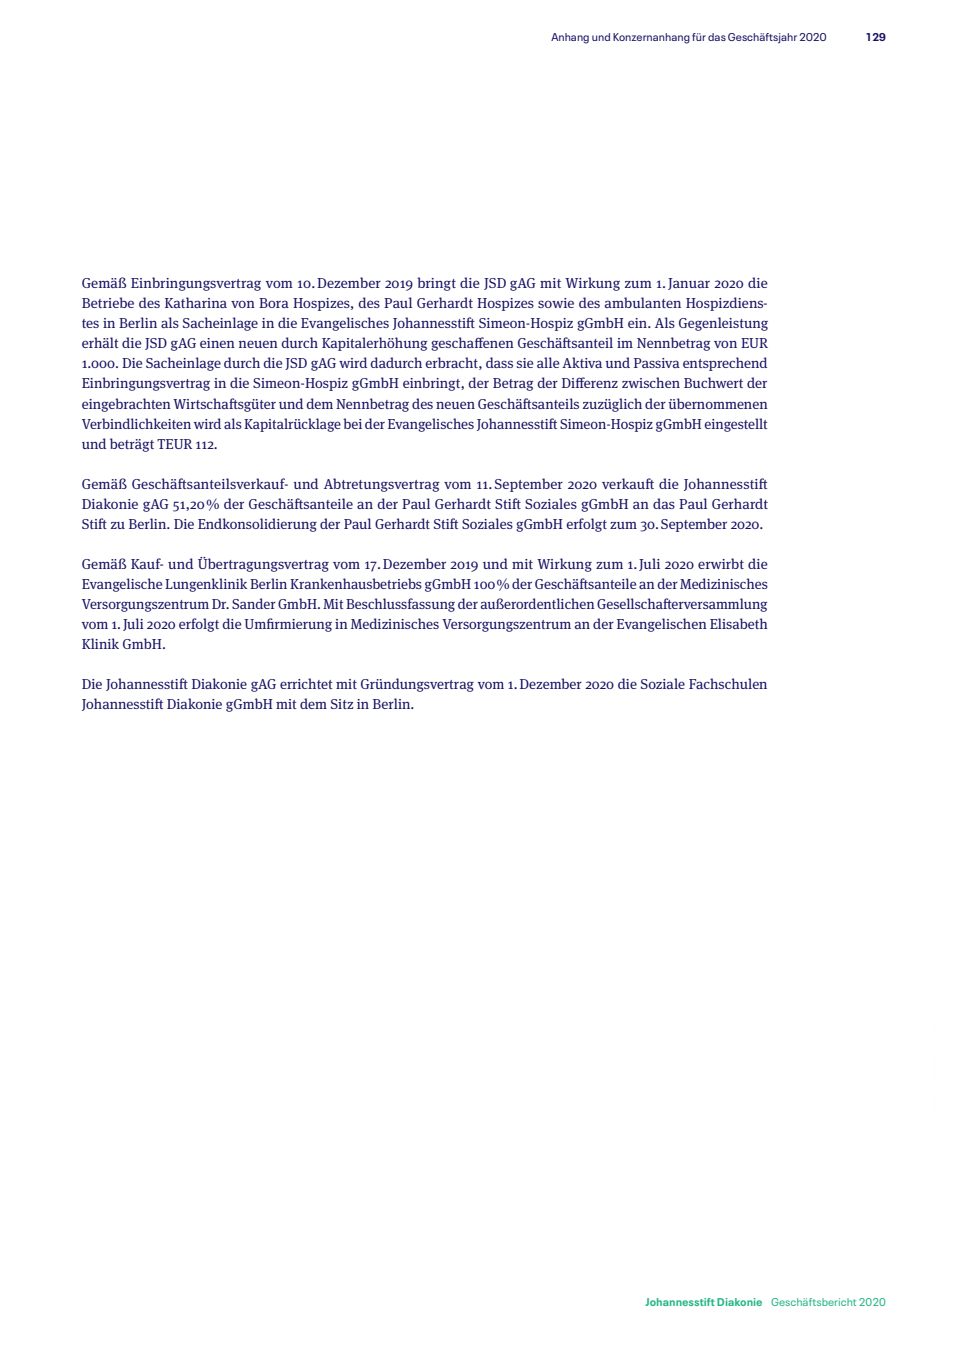 Anhang und Konzernanhang für das Geschäftsjahr 2020 129
Gemäß Einbringungsvertrag vom 10. Dezember 2019 bringt die JSD gAG mit Wirkung zum 1. Januar 2020 die
Betriebe des Katharina von Bora Hospizes, des Paul Gerhardt Hospizes sowie des ambulanten Hospizdiens-
tes in Berlin als Sacheinlage in die Evangelisches Johannesstift Simeon-Hospiz gGmbH ein. Als Gegenleistung
erhält die JSD gAG einen neuen durch Kapitalerhöhung geschaffenen Geschäftsanteil im Nennbetrag von EUR
1.000. Die Sacheinlage durch die JSD gAG wird dadurch erbracht, dass sie alle Aktiva und Passiva entsprechend
Einbringungsvertrag in die Simeon-Hospiz gGmbH einbringt, der Betrag der Differenz zwischen Buchwert der
eingebrachten Wirtschaftsgüter und dem Nennbetrag des neuen Geschäftsanteils zuzüglich der übernommenen
Verbindlichkeiten wird als Kapitalrücklage bei der Evangelisches Johannesstift Simeon-Hospiz gGmbH eingestellt
und beträgt TEUR 112.
Gemäß Geschäftsanteilsverkauf- und Abtretungsvertrag vom 11. September 2020 verkauft die Johannesstift
Diakonie gAG 51,20 % der Geschäftsanteile an der Paul Gerhardt Stift Soziales gGmbH an das Paul Gerhardt
Stift zu Berlin. Die Endkonsolidierung der Paul Gerhardt Stift Soziales gGmbH erfolgt zum 30. September 2020.
Gemäß Kauf- und Übertragungsvertrag vom 17. Dezember 2019 und mit Wirkung zum 1. Juli 2020 erwirbt die
Evangelische Lungenklinik Berlin Krankenhausbetriebs gGmbH 100 % der Geschäftsanteile an der Medizinisches
Versorgungszentrum Dr. Sander GmbH. Mit Beschlussfassung der außerordentlichen Gesellschafterversammlung
vom 1. Juli 2020 erfolgt die Umfirmierung in Medizinisches Versorgungszentrum an der Evangelischen Elisabeth
Klinik GmbH.
Die Johannesstift Diakonie gAG errichtet mit Gründungsvertrag vom 1. Dezember 2020 die Soziale Fachschulen
Johannesstift Diakonie gGmbH mit dem Sitz in Berlin.
Johannesstift Diakonie Geschäftsbericht 2020